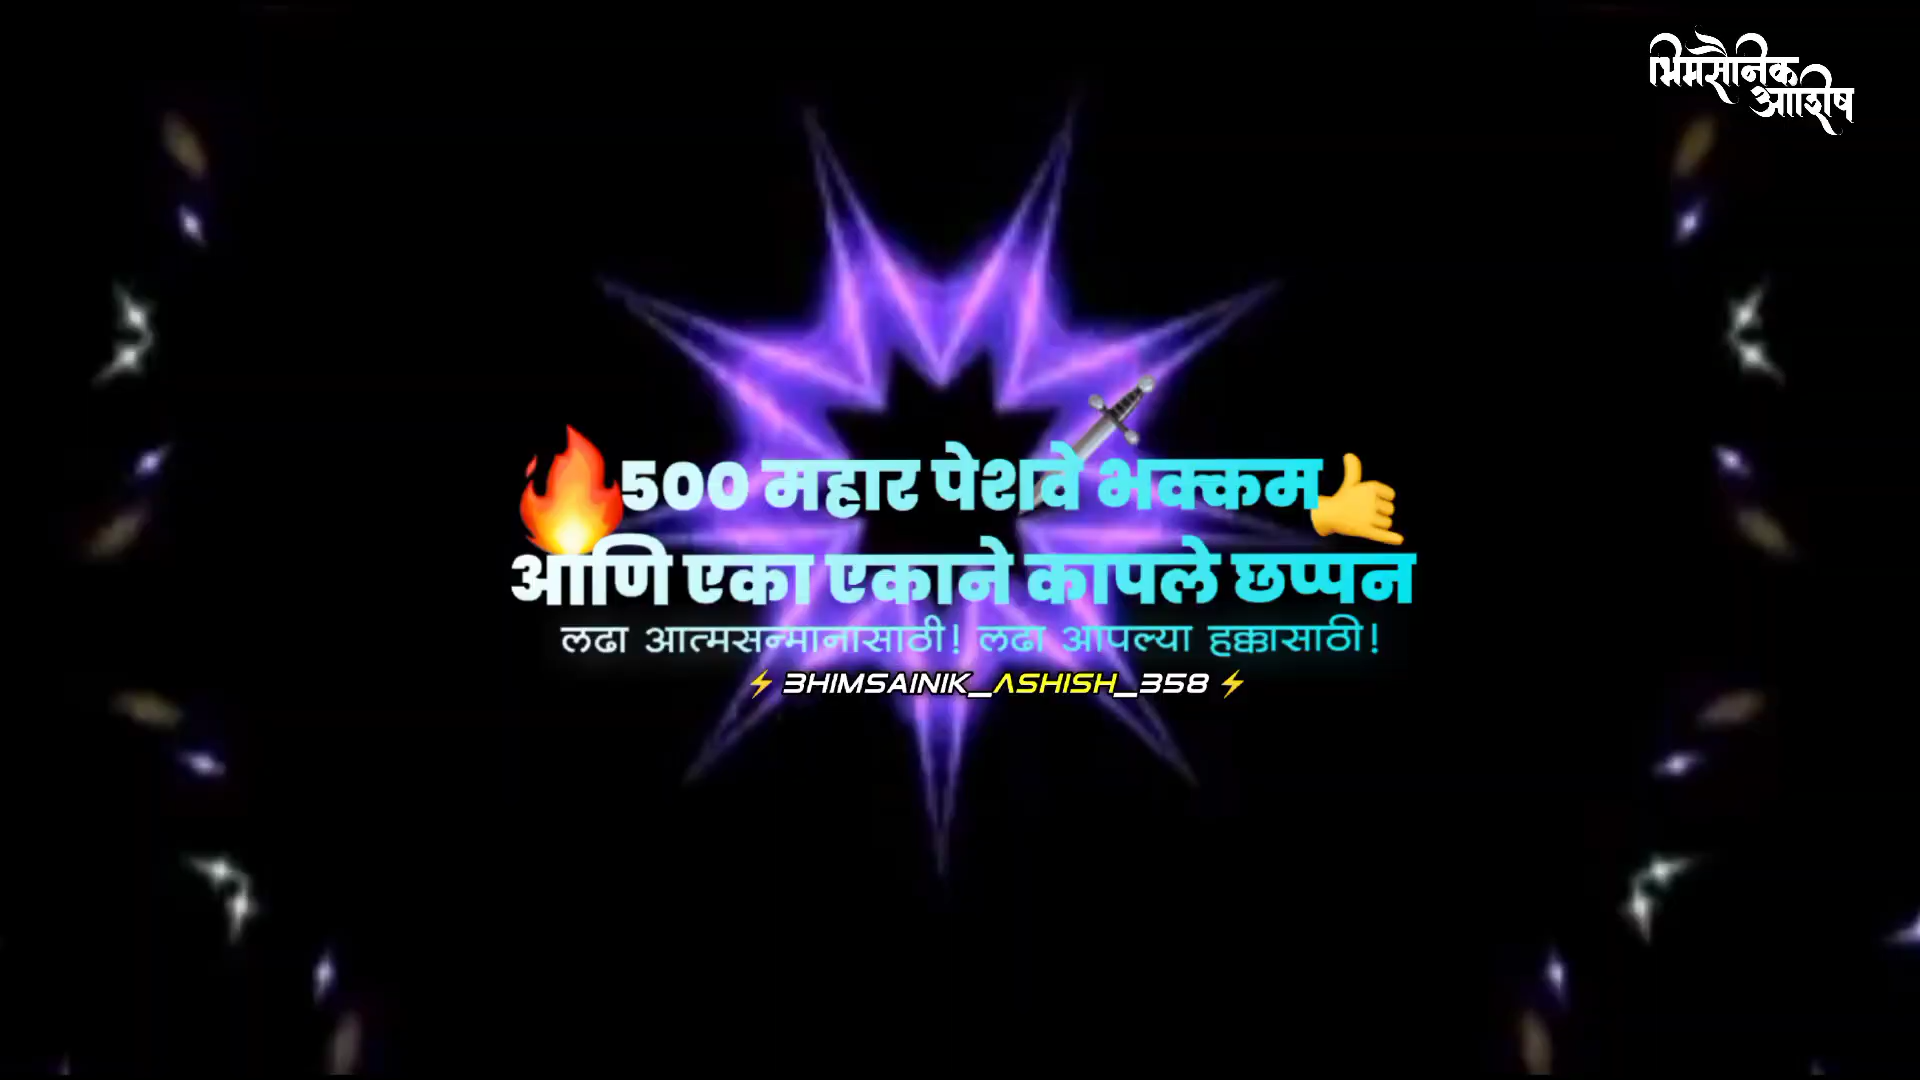 भिमसैनिक
आशिष
500 महार पेशवे भक्कम
आणि एका एकाने कापले छप्पन
लढा आत्मसन्मानासाठी! लढा आपल्या हक्कासाठी!
BHIMSAINIK_ASHISH_358